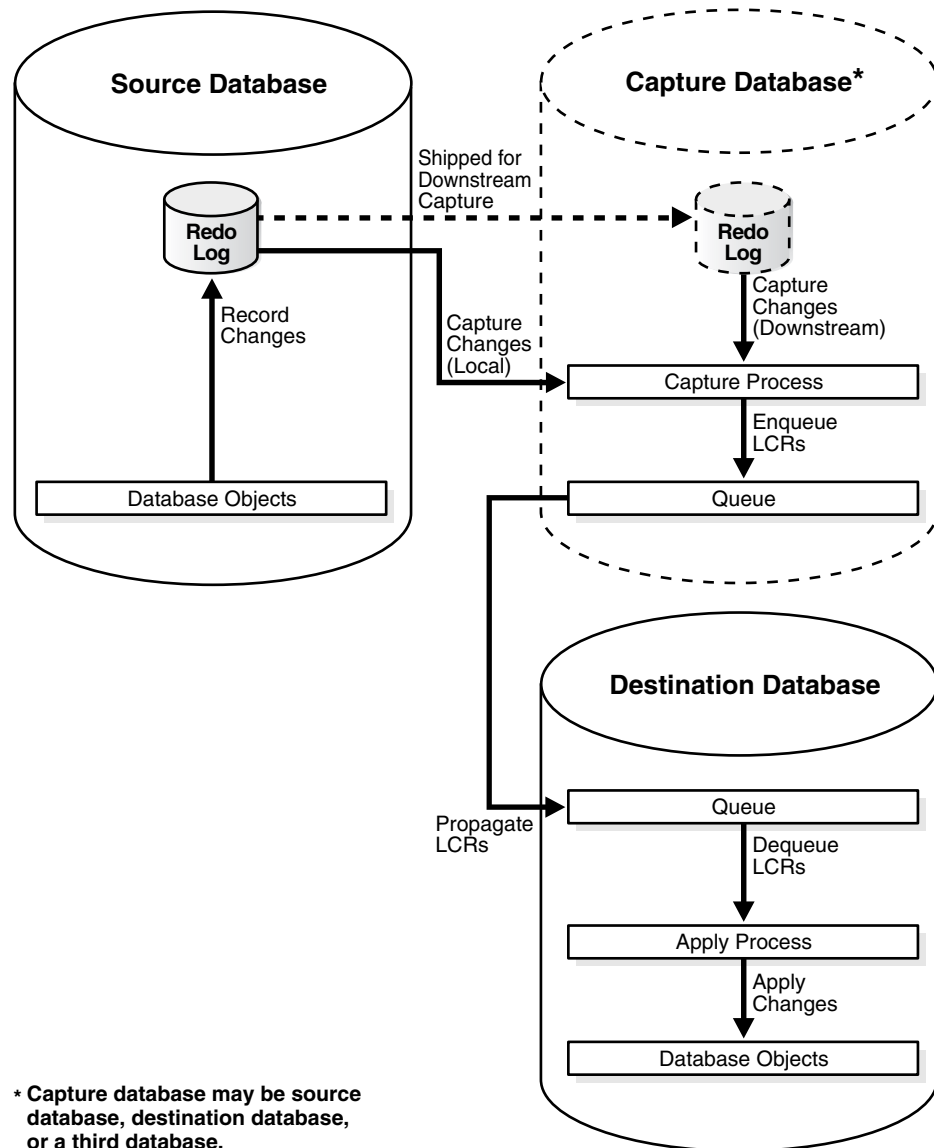 Source Database
Capture Database*
Shipped for
Downstream
Capture
Redo
Log
Redo
Log
Record
Changes
Capture
Changes
(Local)
Capture
Changes
(Downstream)
Capture Process
Enqueue
LCRs
Database Objects
Queue
Destination Database
Propagate
LCRs
Queue
Dequeue
LCRs
Apply Process
Apply
Changes
Database Objects
* Capture database may be source
database, destination database,
or a third database.